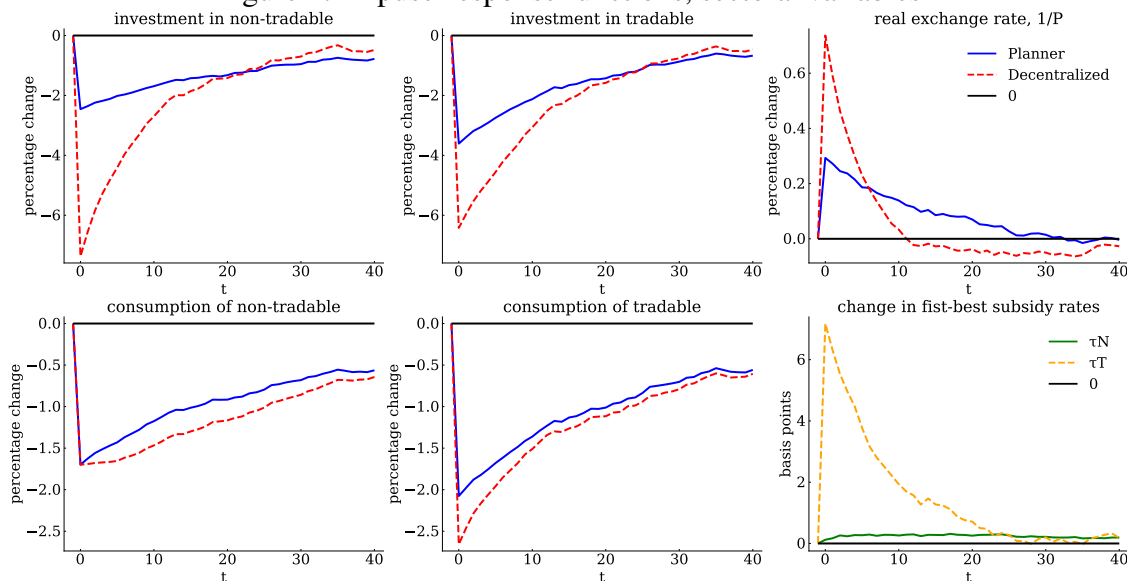 investment in non-tradable
investment in tradable
real exchange rate, 1/P
percentage change
0
−2
−4
−6
0
10
20
30
40
t
percentage change
0
−2
−4
−6
0
10
20
30
40
t
percentage change
0.6
0.4
0.2
0.0
Planner
Decentralized
0
0
10
20
30
40
t
consumption of non-tradable
consumption of tradable
change in fist-best subsidy rates
percentage change
0.0
−0.5
−1.0
−1.5
−2.0
−2.5
0
10
20
30
40
t
percentage change
0.0
−0.5
−1.0
−1.5
−2.0
−2.5
0
10
20
30
40
t
basis points
6
4
2
0
τN
τT
0
0
10
20
30
40
t